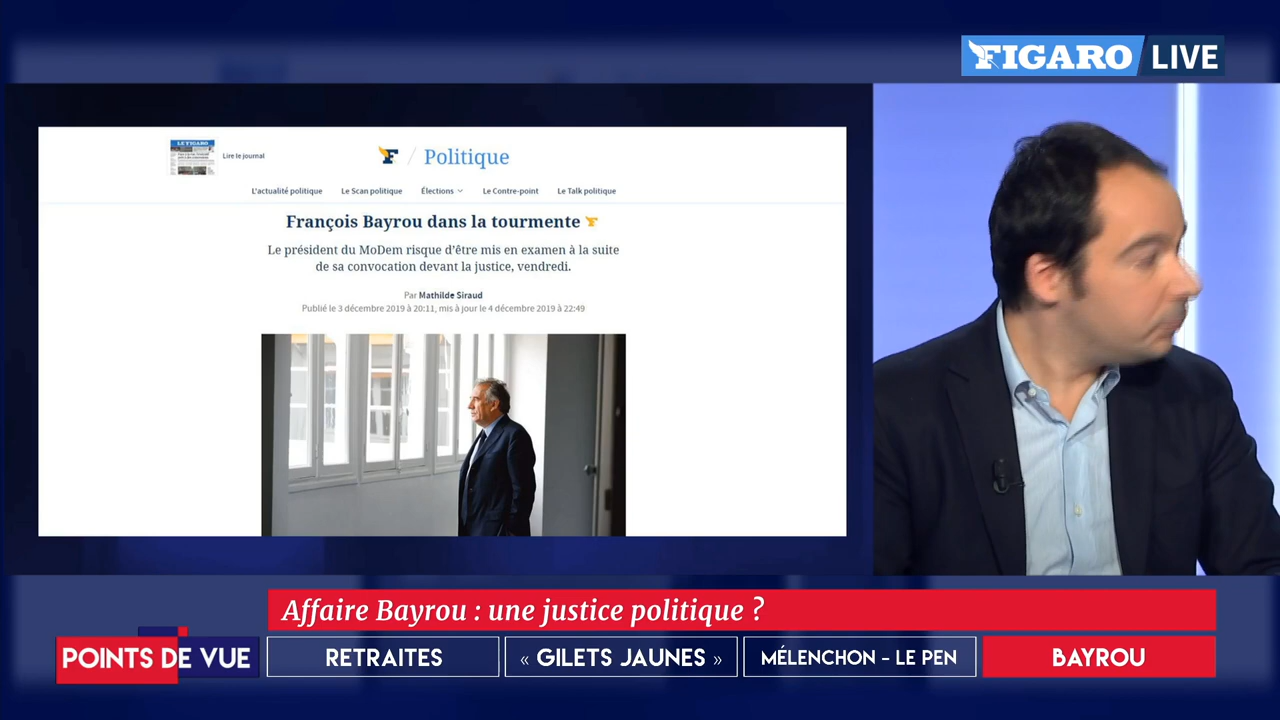 FIGARO LIVE
LE FIGARO
Lire le journal
F / Politique
L'actualité politique Le Scan politique Élections Le Contre-point Le Talk politique
François Bayrou dans la tourmente
Le président du MoDem risque d'être mis en examen à la suite
de sa convocation devant la justice, vendredi.
Par Mathilde Siraud
Publié le 3 décembre 2019 à 20:11, mis à jour le 4 décembre 2019 à 22:49
Affaire Bayrou : une justice politique ?
POINTS DE VUE
RETRAITES
« GILETS JAUNES »
MÉLENCHON - LE PEN
BAYROU